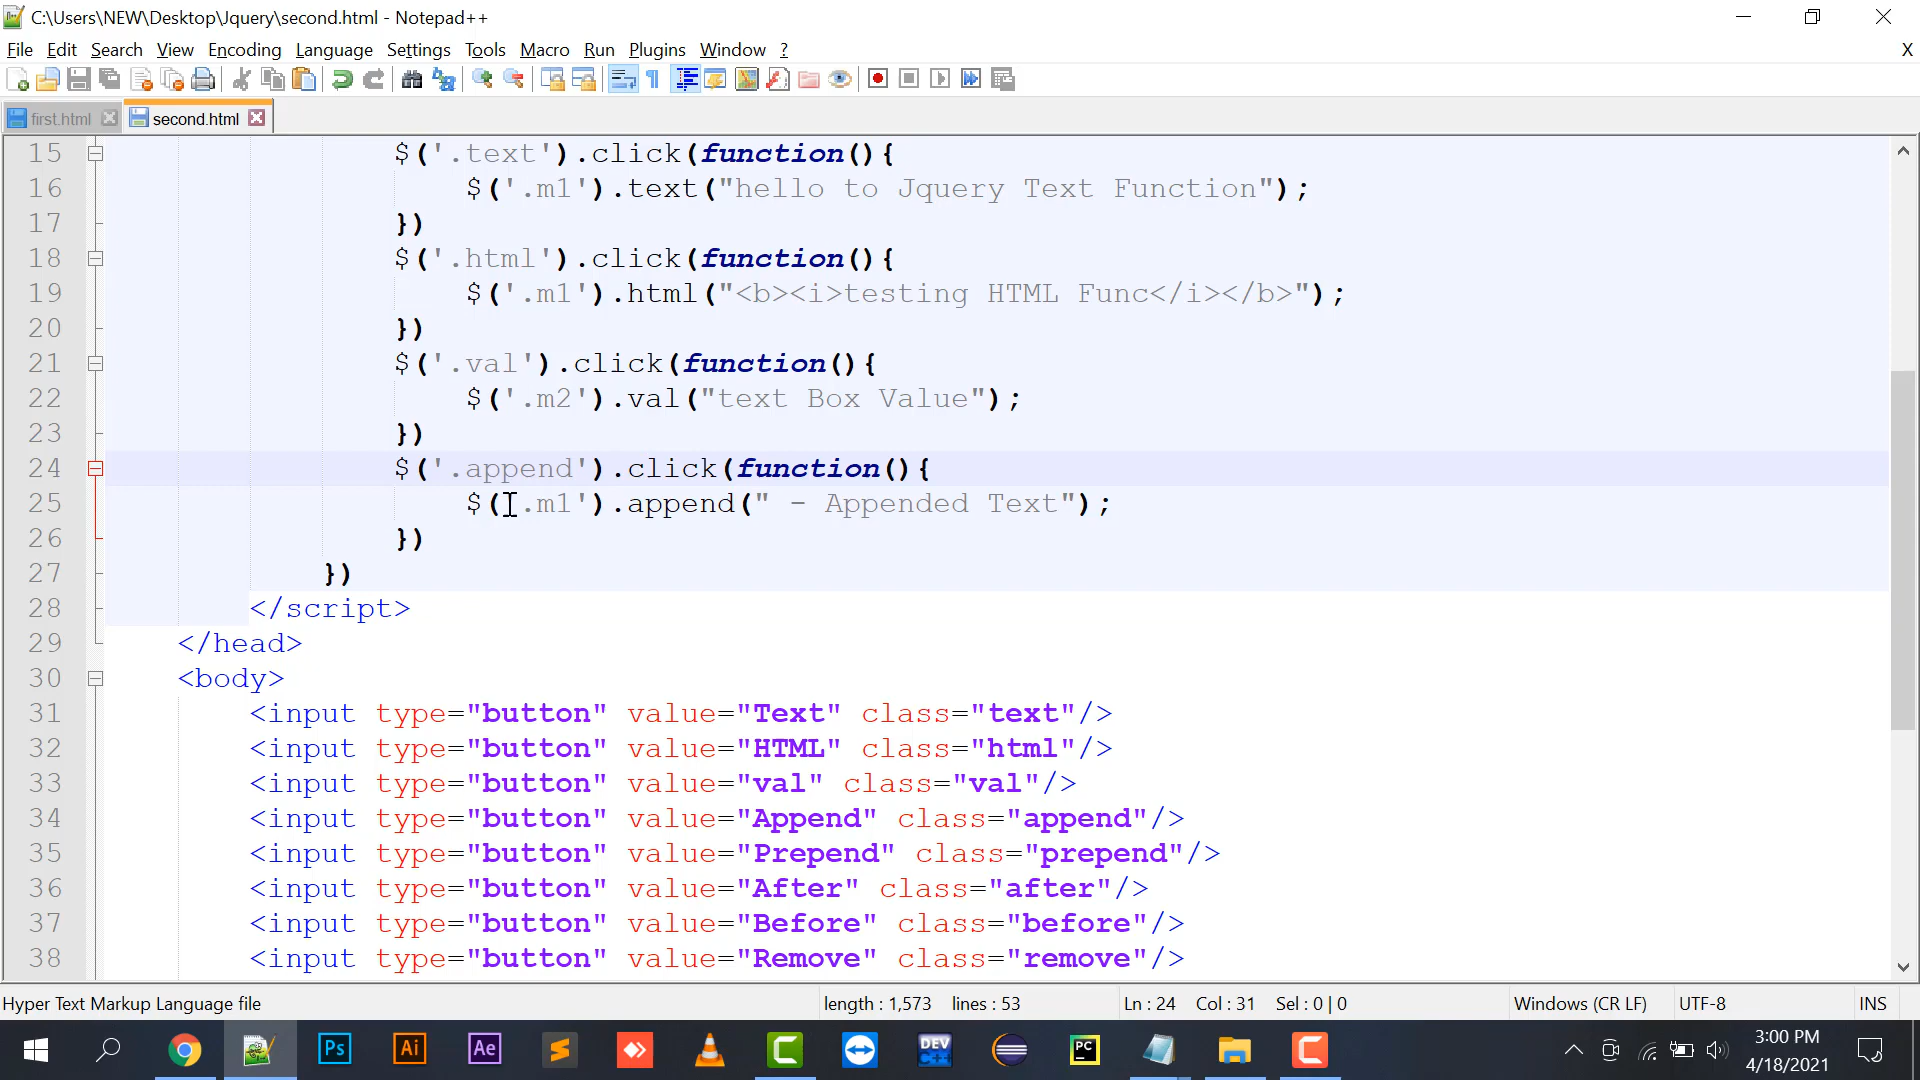 C:\Users\NEW\Desktop\Jquery\second.html - Notepad++
File Edit Search View Encoding Language Settings Tools Macro Run Plugins Window ? X
first.html second.html
15 $('.text').click(function(){
16 $('.m1').text("hello to Jquery Text Function");
17 })
18 $('.html').click(function(){
19 $('.m1').html("<b><i>testing HTML Func</i></b>");
20 })
21 $('.val').click(function(){
22 $('.m2').val("text Box Value");
23 })
24 $('.append').click(function(){
25 $('.m1').append(" - Appended Text");
26 })
27 })
28 </script>
29 </head>
30 <body>
31 <input type="button" value="Text" class="text"/>
32 <input type="button" value="HTML" class="html"/>
33 <input type="button" value="val" class="val"/>
34 <input type="button" value="Append" class="append"/>
35 <input type="button" value="Prepend" class="prepend"/>
36 <input type="button" value="After" class="after"/>
37 <input type="button" value="Before" class="before"/>
38 <input type="button" value="Remove" class="remove"/>
Hyper Text Markup Language file length : 1,573 lines : 53 Ln : 24 Col : 31 Sel : 0 | 0 Windows (CR LF) UTF-8 INS
Ps Ai Ae DEV C++ PC
3:00 PM
4/18/2021